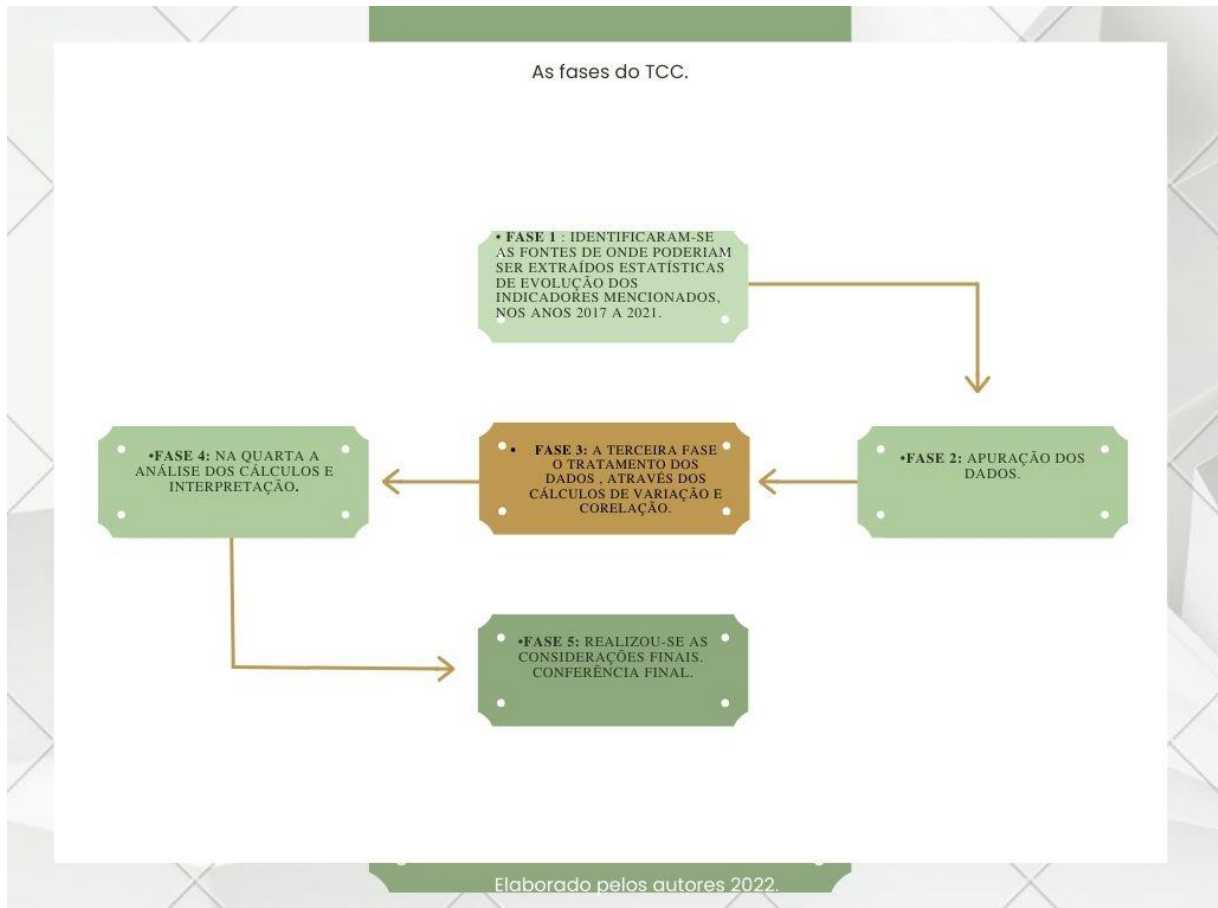 As fases do TCC.
• FASE 1 : IDENTIFICARAM-SE
AS FONTES DE ONDE PODERIAM
SER EXTRAÍDOS ESTATÍSTICAS
DE EVOLUÇÃO DOS
INDICADORES MENCIONADOS,
NOS ANOS 2017 A 2021.
•FASE 2: APURAÇÃO DOS
DADOS.
• FASE 3: A TERCEIRA FASE
O TRATAMENTO DOS
DADOS , ATRAVÉS DOS
CÁLCULOS DE VARIAÇÃO E
CORELAÇÃO.
•FASE 4: NA QUARTA A
ANÁLISE DOS CÁLCULOS E
INTERPRETAÇÃO.
•FASE 5: REALIZOU-SE AS
CONSIDERAÇÕES FINAIS.
CONFERÊNCIA FINAL.
Elaborado pelos autores 2022.